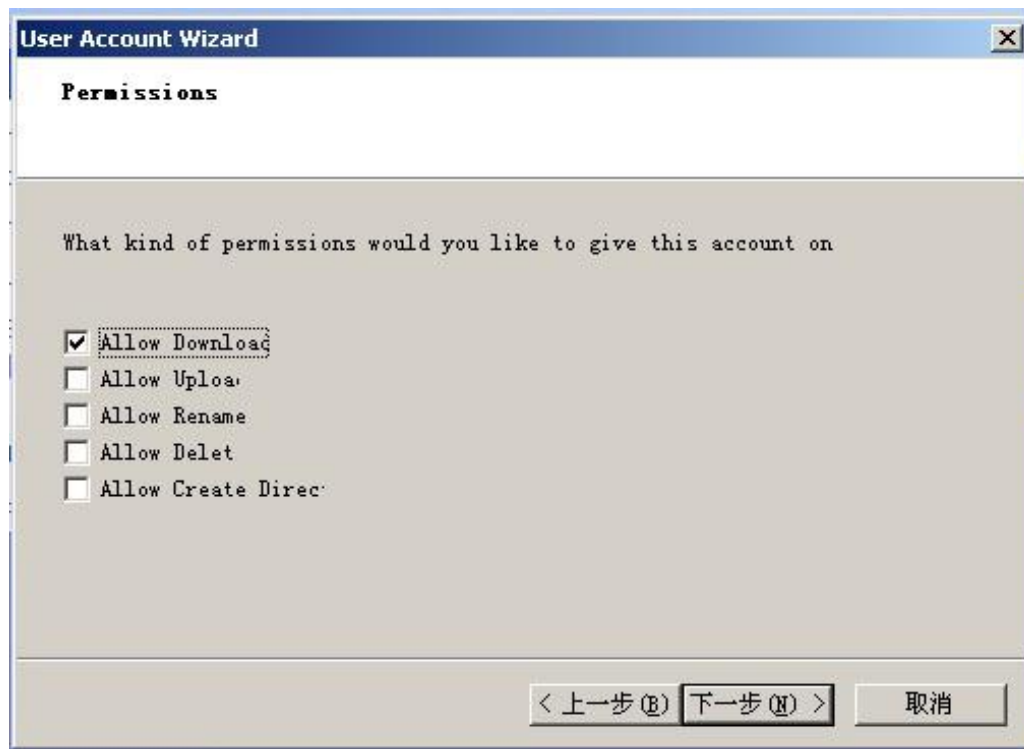 User Account Wizard
Permissions
What kind of permissions would you like to give this account on
Allow Download
Allow Uploa
Allow Rename
Allow Delet
Allow Create Direc
< 上一步(B) 下一步(N) > 取消